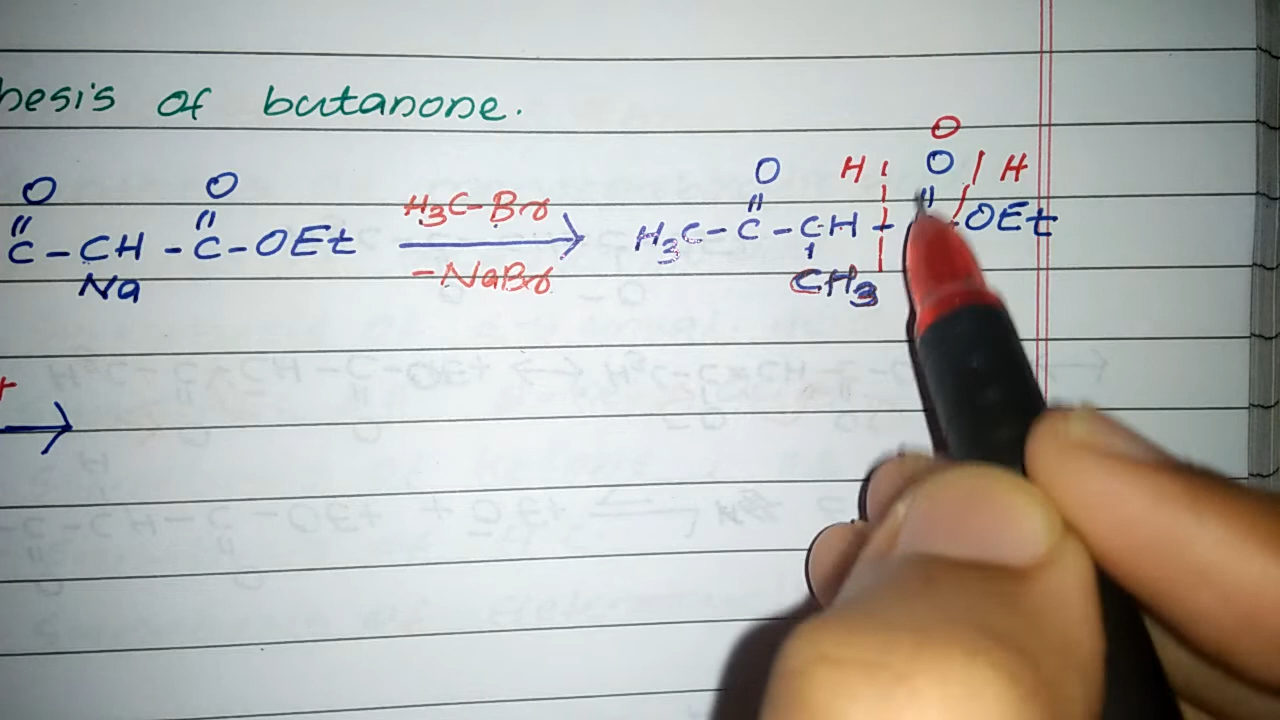 hesis of butanone.
O
O O O H O H
C – CH – C – OEt H₃C–Br H₃C – C – CH – OEt
Na –NaBr CH₃
+